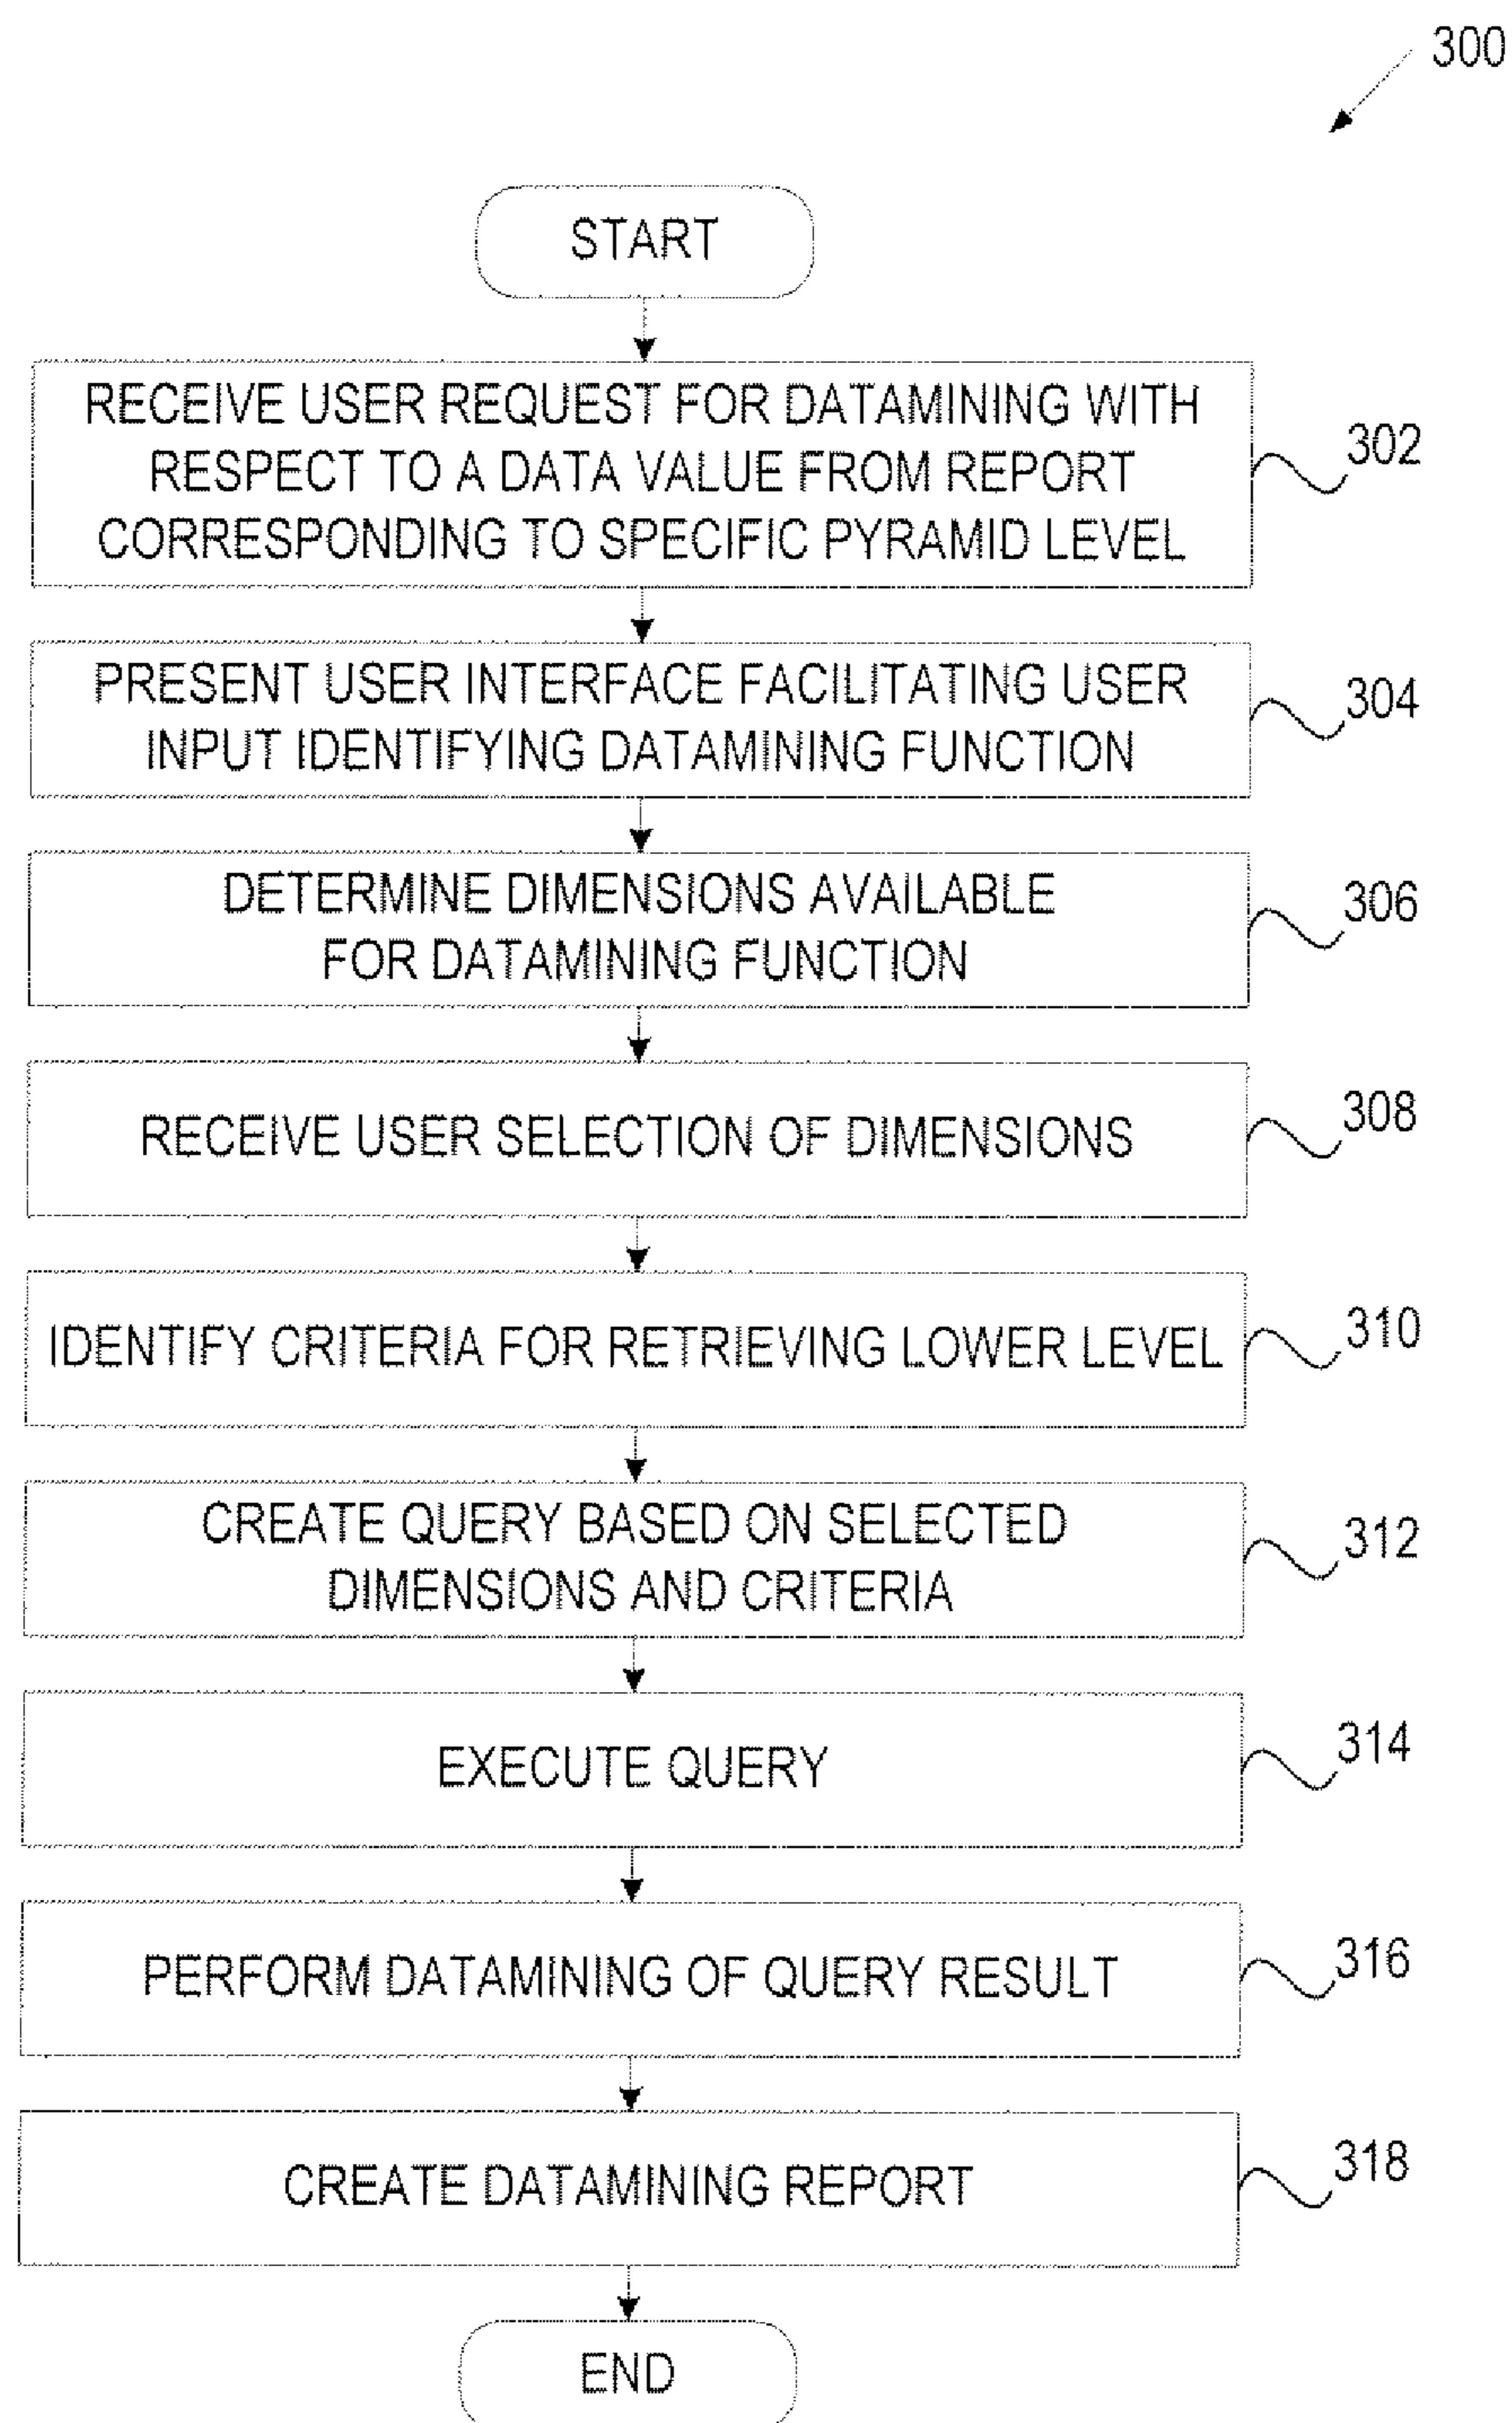 300
START
RECEIVE USER REQUEST FOR DATAMINING WITH
RESPECT TO A DATA VALUE FROM REPORT
CORRESPONDING TO SPECIFIC PYRAMID LEVEL
302
PRESENT USER INTERFACE FACILITATING USER
INPUT IDENTIFYING DATAMINING FUNCTION
304
DETERMINE DIMENSIONS AVAILABLE
FOR DATAMINING FUNCTION
306
RECEIVE USER SELECTION OF DIMENSIONS
308
IDENTIFY CRITERIA FOR RETRIEVING LOWER LEVEL
310
CREATE QUERY BASED ON SELECTED
DIMENSIONS AND CRITERIA
312
EXECUTE QUERY
314
PERFORM DATAMINING OF QUERY RESULT
316
CREATE DATAMINING REPORT
318
END